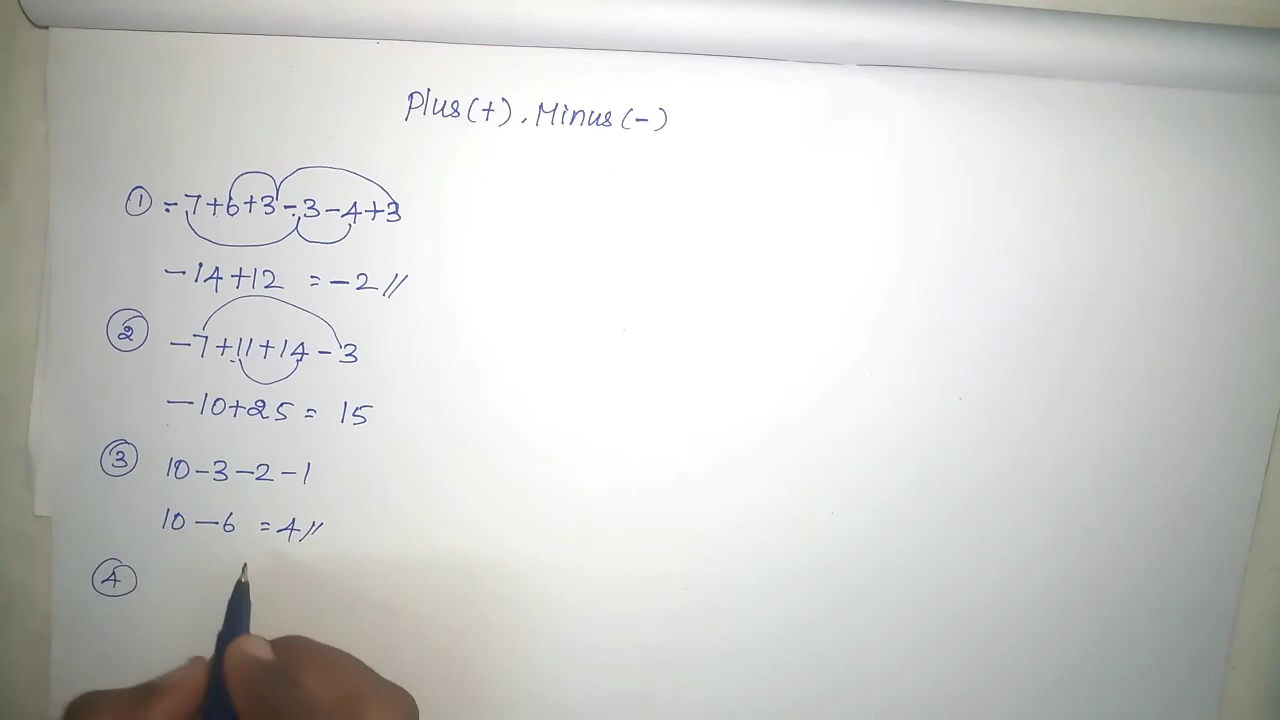 Plus(+), Minus(-)
① -7+6+3-3-4+3
-14+12 = -2//
② -7+11+14-3
-10+25 = 15
③ 10-3-2-1
10-6 = 4//
④